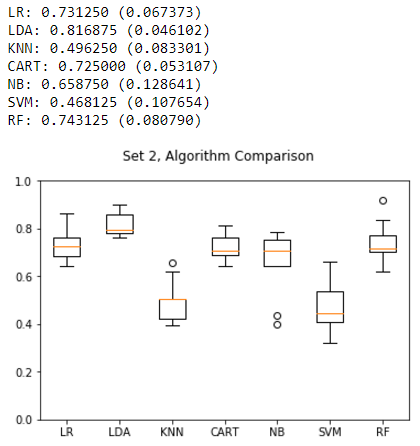 LR: 0.731250 (0.067373)
LDA: 0.816875 (0.046102)
KNN: 0.496250 (0.083301)
CART: 0.725000 (0.053107)
NB: 0.658750 (0.128641)
SVM: 0.468125 (0.107654)
RF: 0.743125 (0.080790)
Set 2, Algorithm Comparison
1.0
0.8
0.6
0.4
0.2
0.0
LR LDA KNN CART NB SVM RF